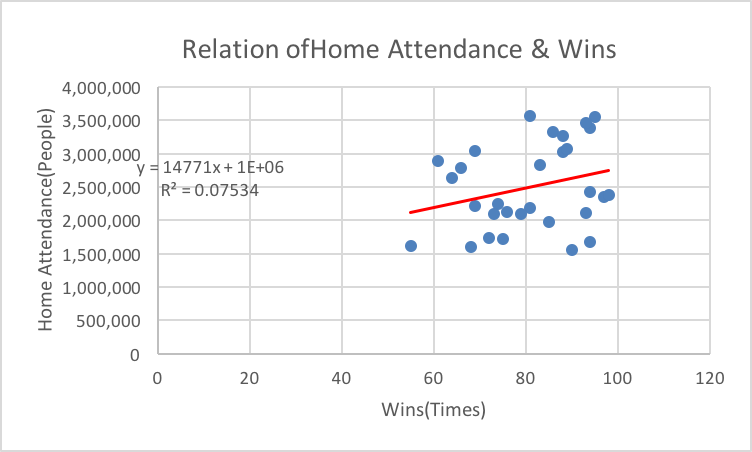 Relation ofHome Attendance & Wins
4,000,000
3,500,000
3,000,000
2,500,000
2,000,000
1,500,000
1,000,000
500,000
0
Home Attendance(People)
y = 14771x + 1E+06
R² = 0.07534
0 20 40 60 80 100 120
Wins(Times)